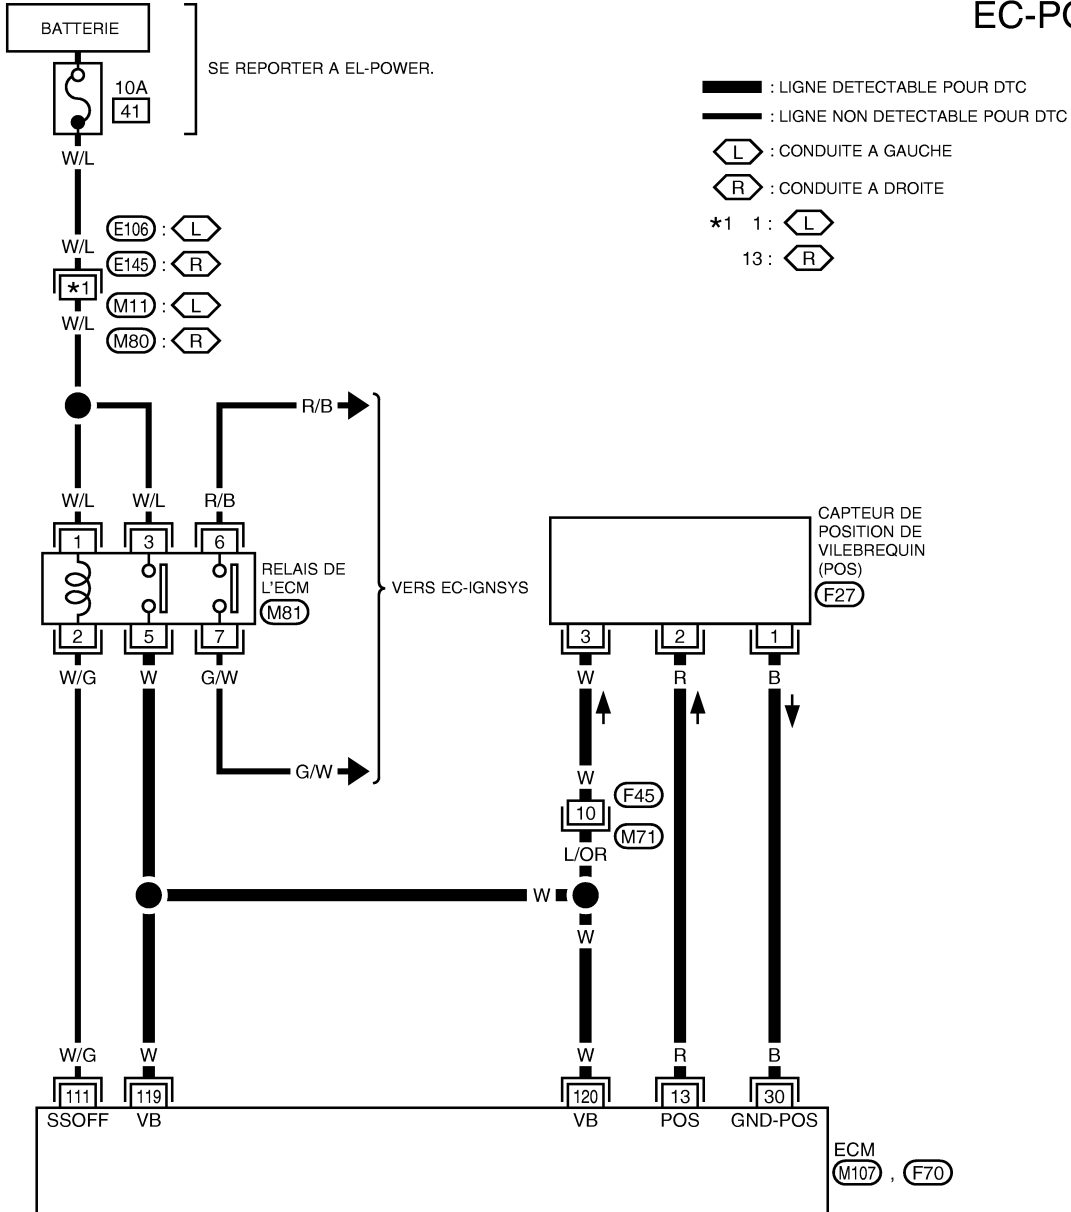 EC-PO
BATTERIE
SE REPORTER A EL-POWER.
10A
41
: LIGNE DETECTABLE POUR DTC
: LIGNE NON DETECTABLE POUR DTC
L : CONDUITE A GAUCHE
R : CONDUITE A DROITE
*1 1 : L
13 : R
W/L
E106 : L
W/L
E145 : R
*1
M11 : L
W/L
M80 : R
R/B
W/L W/L R/B
1 3 6
RELAIS DE
L'ECM
M81
VERS EC-IGNSYS
2 5 7
W/G W G/W
G/W
CAPTEUR DE
POSITION DE
VILEBREQUIN
(POS)
F27
3 2 1
W R B
W
F45
10
M71
L/OR
W
W
W/G W W R B
111 119 120 13 30
SSOFF VB VB POS GND-POS
ECM
M107 , F70